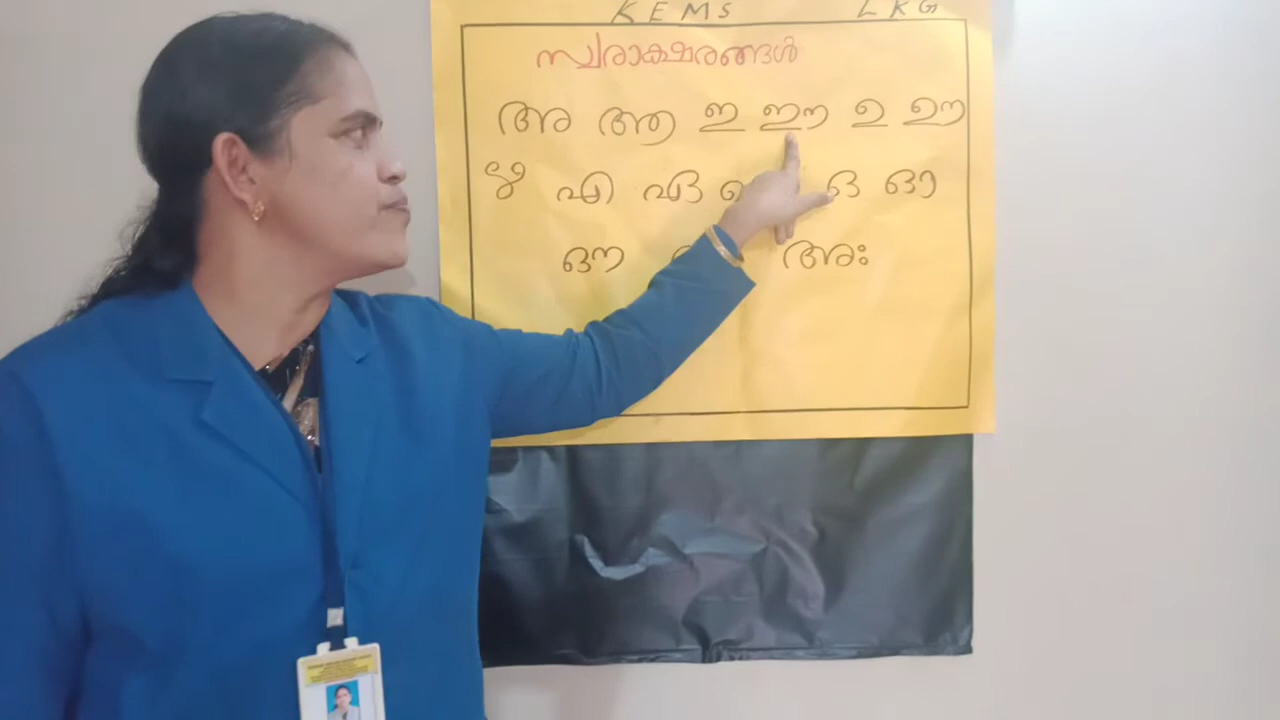 KEMS LKG
സ്വരാക്ഷരങ്ങൾ
അ ആ ഇ ഈ ഉ ഊ
ഋ എ ഏ ഒ ഓ
ഔ അഃ